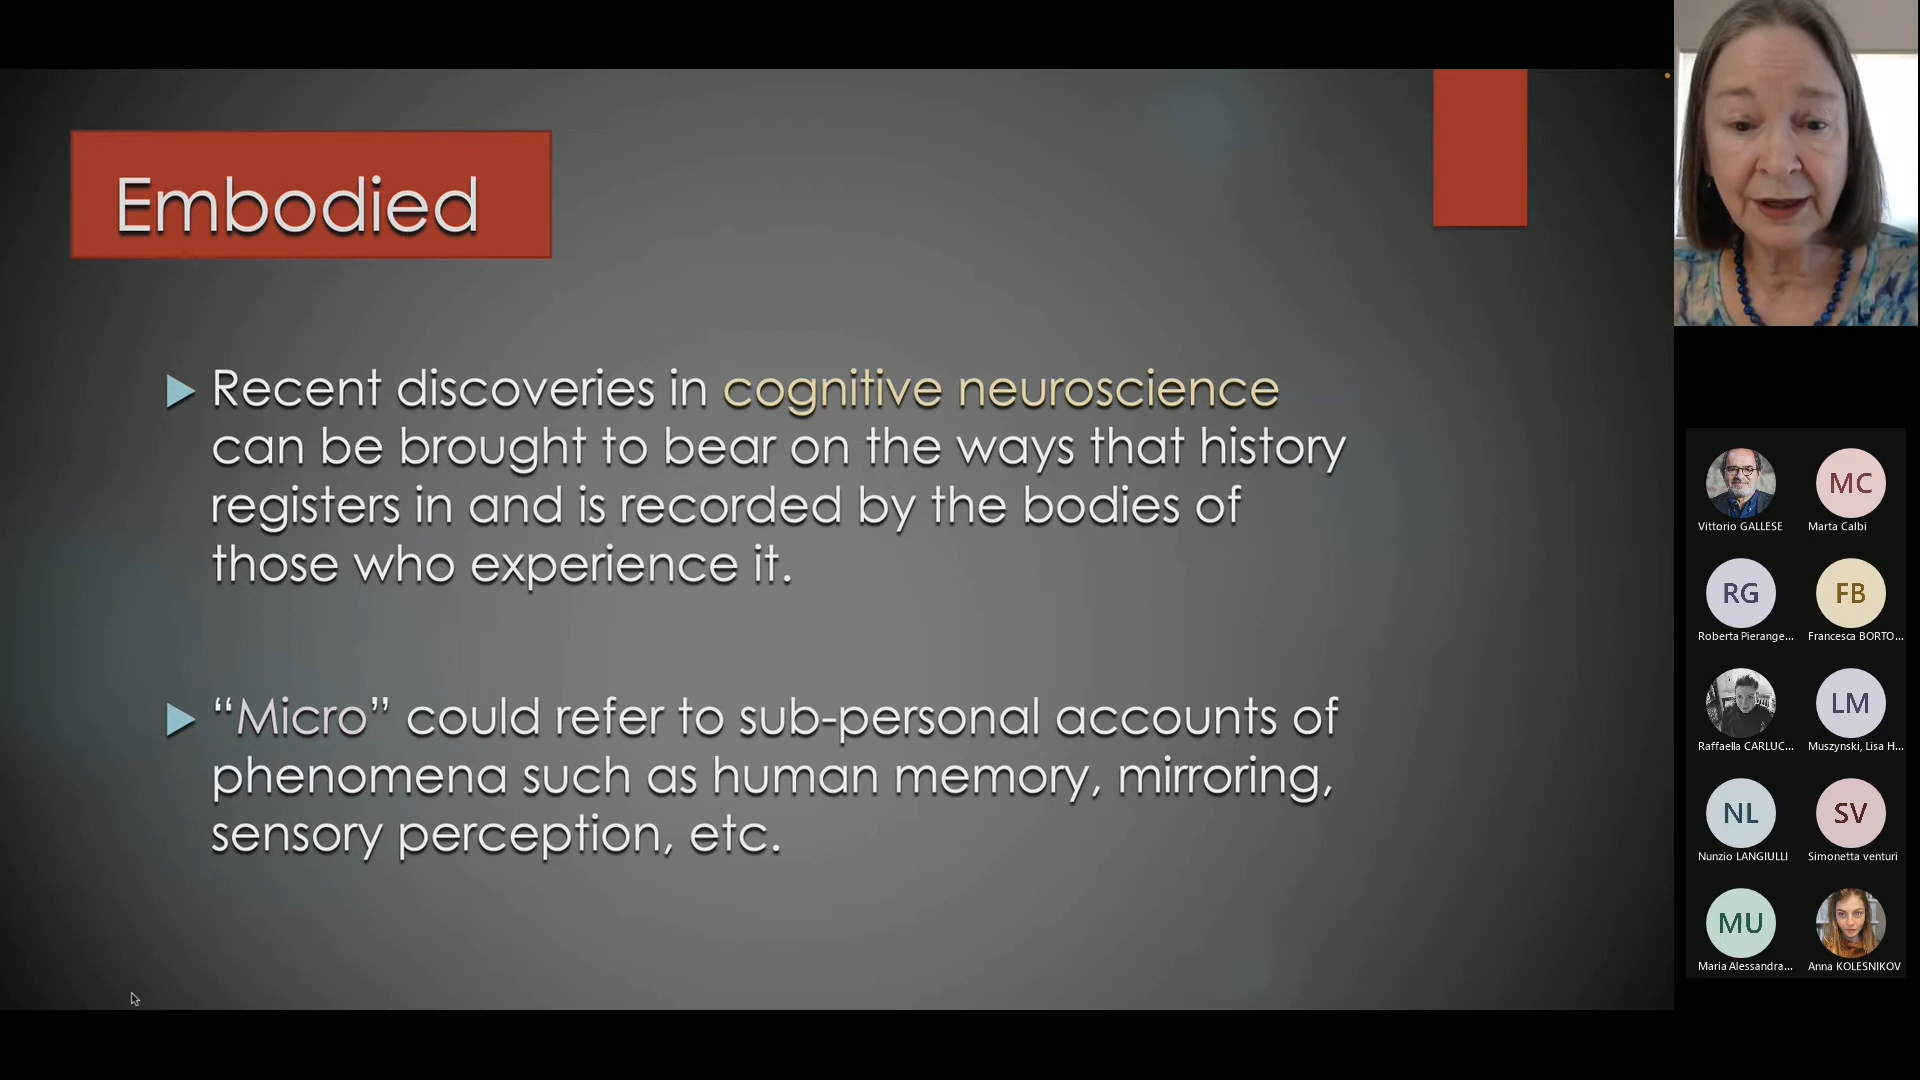 Embodied
Recent discoveries in cognitive neuroscience
can be brought to bear on the ways that history
registers in and is recorded by the bodies of
those who experience it.
“Micro” could refer to sub-personal accounts of
phenomena such as human memory, mirroring,
sensory perception, etc.
MC
Vittorio GALLESE
Marta Calbi
RG
FB
Roberta Pierange...
Francesca BORTO...
LM
Raffaella CARLUC...
Muszynski, Lisa H...
NL
SV
Nunzio LANGIULLI
Simonetta venturi
MU
Maria Alessandra...
Anna KOLESNIKOV